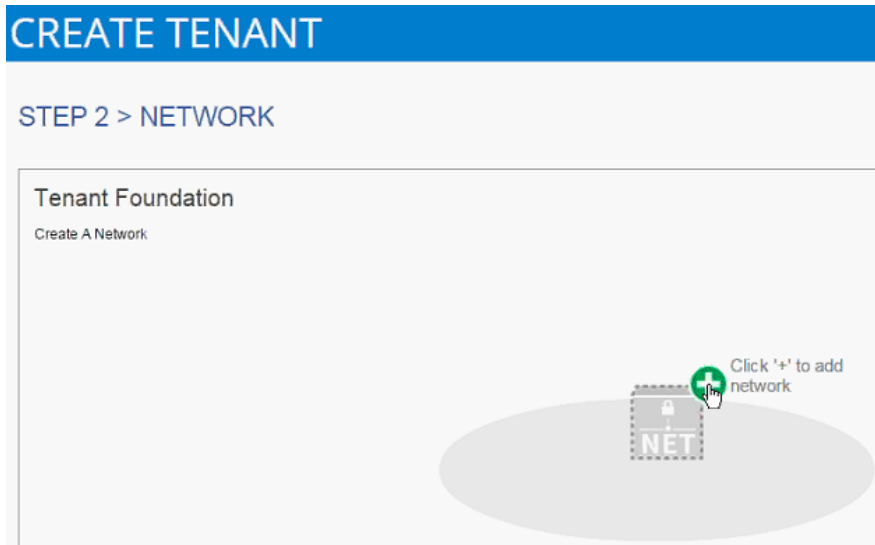 CREATE TENANT
STEP 2 > NETWORK
Tenant Foundation
Create A Network
Click '+' to add
network
NET